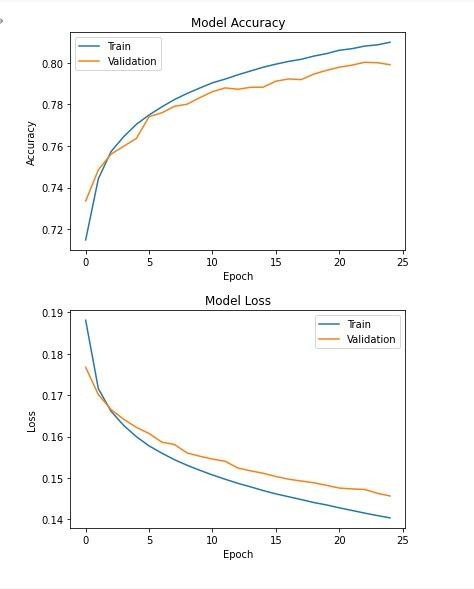 Model Accuracy
Train
Validation
0.80
0.78
0.76
0.74
0.72
Accuracy
0 5 10 15 20 25
Epoch
Model Loss
0.19
Train
Validation
0.18
0.17
0.16
0.15
0.14
Loss
0 5 10 15 20 25
Epoch